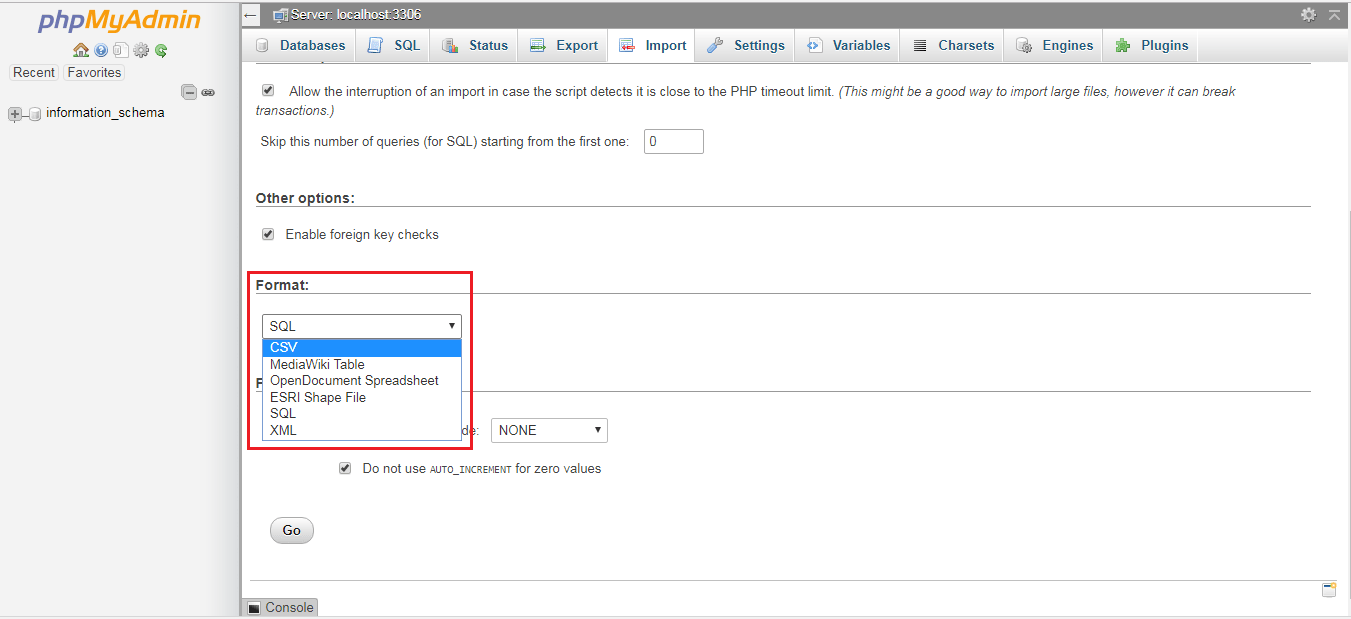 phpMyAdmin
Recent Favorites
information_schema
Server: localhost:3306
Databases SQL Status Export Import Settings Variables Charsets Engines Plugins
Allow the interruption of an import in case the script detects it is close to the PHP timeout limit. (This might be a good way to import large files, however it can break
transactions.)
Skip this number of queries (for SQL) starting from the first one: 0
Other options:
Enable foreign key checks
Format:
SQL
CSV
MediaWiki Table
OpenDocument Spreadsheet
ESRI Shape File
SQL
XML
de: NONE
Do not use AUTO_INCREMENT for zero values
Go
Console